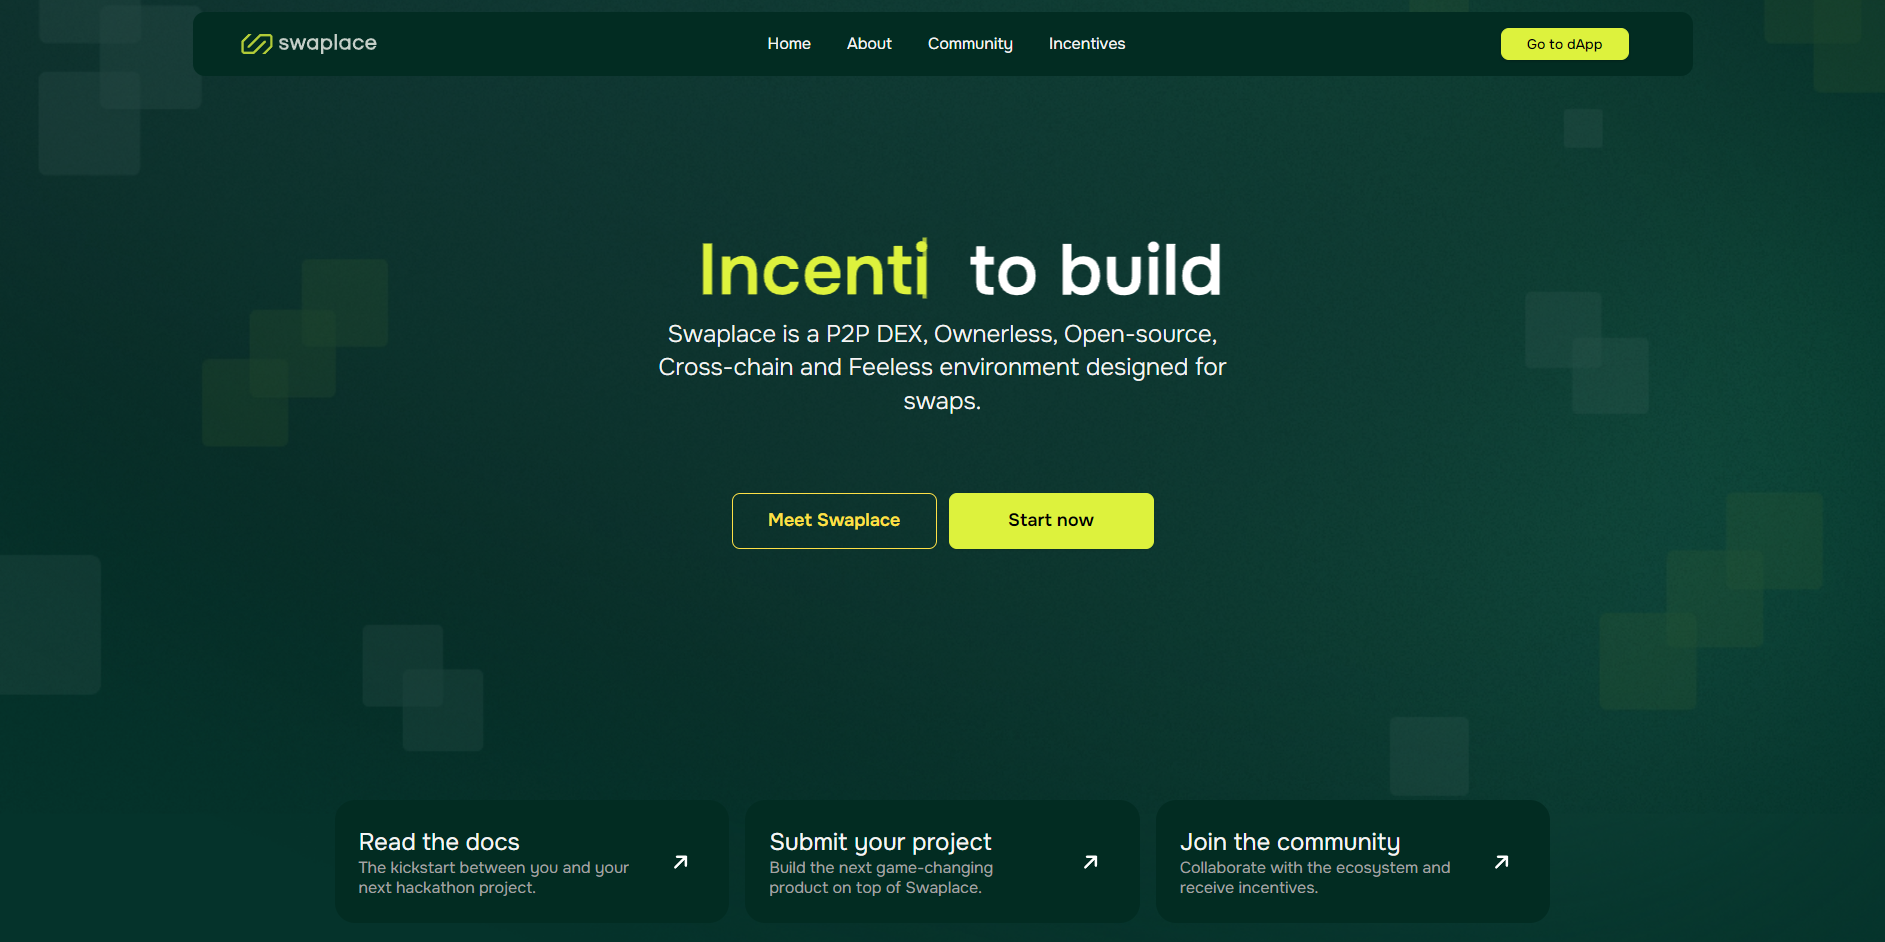 swaplace
Home About Community Incentives
Go to dApp
Incenti to build
Swaplace is a P2P DEX, Ownerless, Open-source,
Cross-chain and Feeless environment designed for
swaps.
Meet Swaplace
Start now
Read the docs
The kickstart between you and your
next hackathon project.
Submit your project
Build the next game-changing
product on top of Swaplace.
Join the community
Collaborate with the ecosystem and
receive incentives.